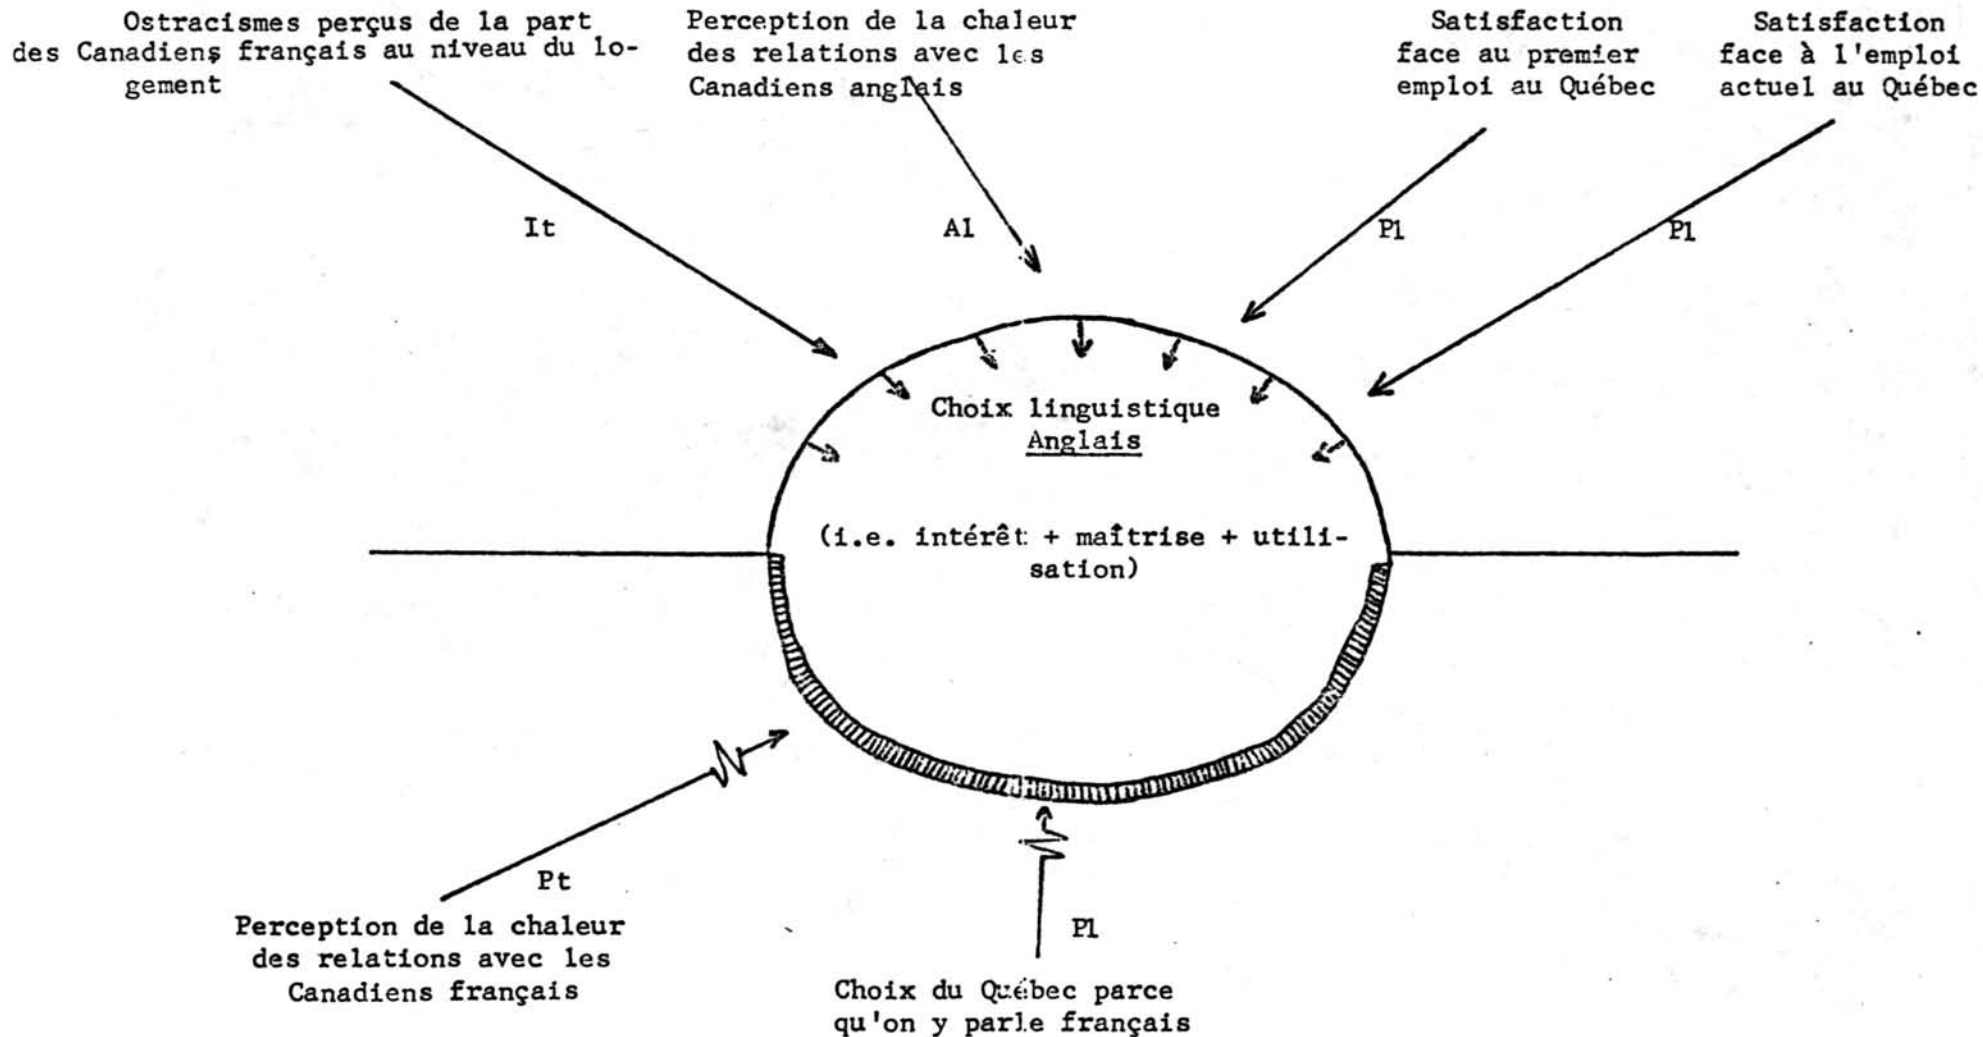 Ostracismes perçus de la part
des Canadiens français au niveau du lo-
gement
Perception de la chaleur
des relations avec les
Canadiens anglais
Satisfaction
face au premier
emploi au Québec
Satisfaction
face à l'emploi
actuel au Québec
It
Al
Pl
Pl
Choix linguistique
Anglais
(i.e. intérêt + maîtrise + utili-
sation)
Pt
Perception de la chaleur
des relations avec les
Canadiens français
Pl
Choix du Québec parce
qu'on y parle français